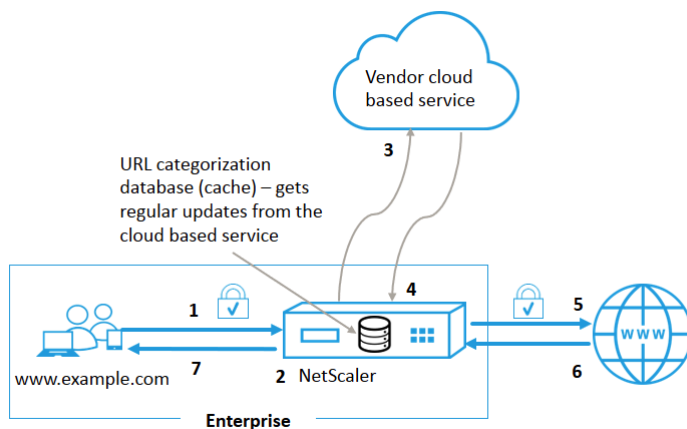 Vendor cloud
based service
3
URL categorization
database (cache) – gets
regular updates from the
cloud based service
4
1
5
www
7
6
www.example.com
2
NetScaler
Enterprise